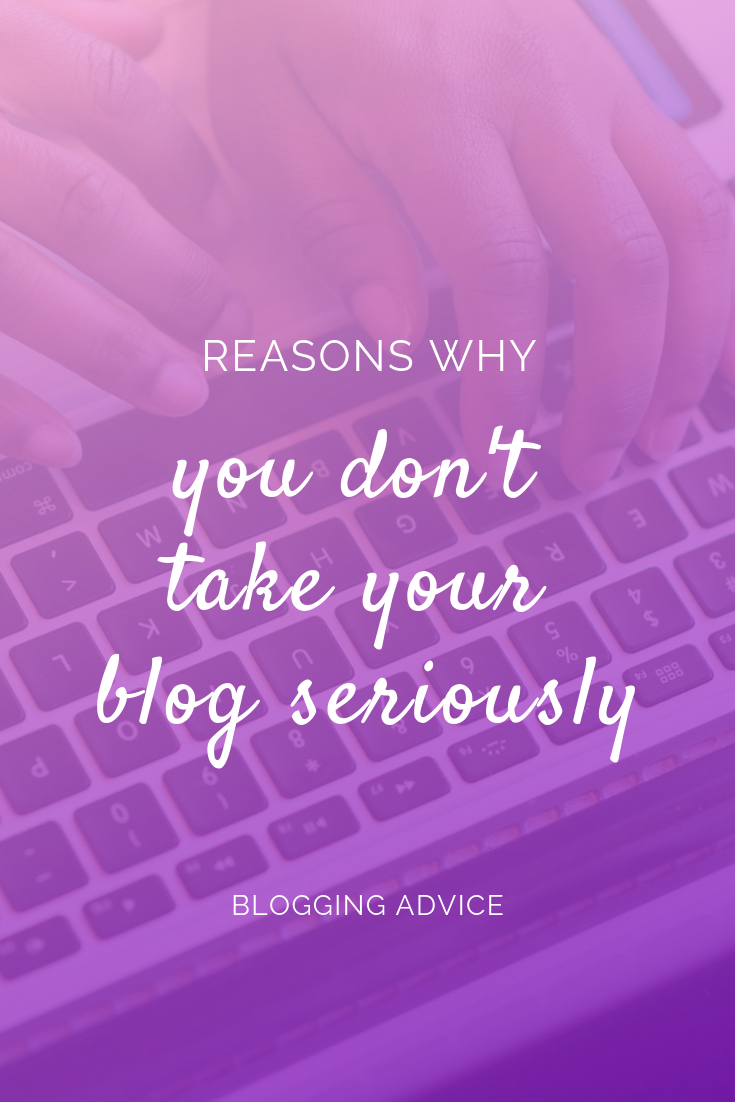 REASONS WHY
you don't
take your
blog seriously
BLOGGING ADVICE